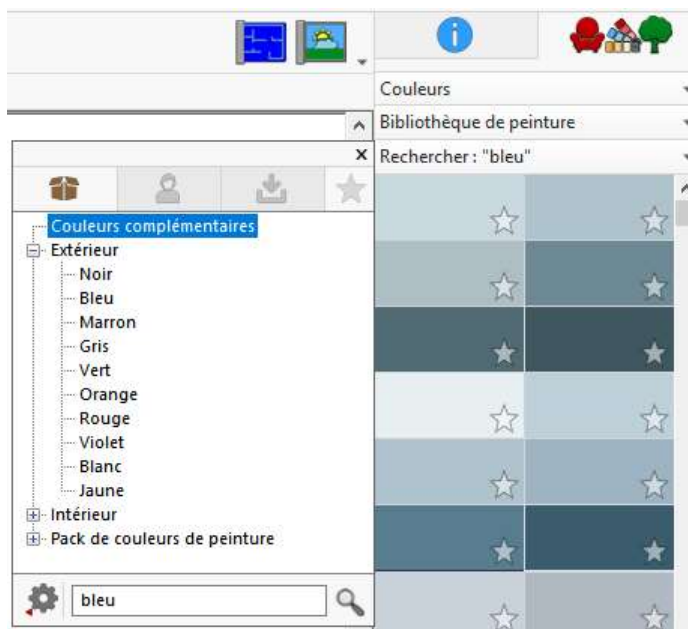 Couleurs
Bibliothèque de peinture
Rechercher : "bleu"
x
Couleurs complémentaires
Extérieur
Noir
Bleu
Marron
Gris
Vert
Orange
Rouge
Violet
Blanc
Jaune
Intérieur
Pack de couleurs de peinture
bleu